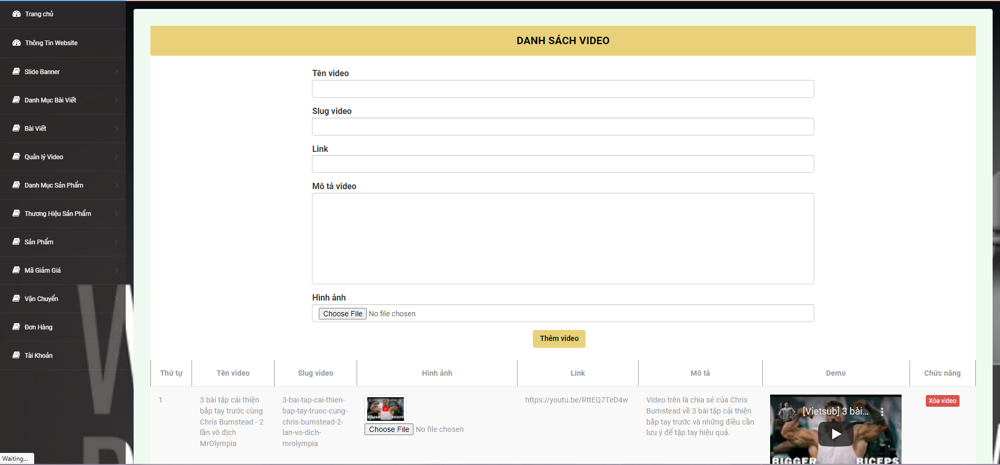 Trang chủ
Thông Tin Website
Slide Banner
Danh Mục Bài Viết
Bài Viết
Quản lý Video
Danh Mục Sản Phẩm
Thương Hiệu Sản Phẩm
Sản Phẩm
Mã Giảm Giá
Vận Chuyển
Đơn Hàng
Tài Khoản
Waiting...
DANH SÁCH VIDEO
Tên video
Slug video
Link
Mô tả video
Hình ảnh
Choose File No file chosen
Thêm video
Thứ tự Tên video Slug video Hình ảnh Link Mô tả Demo Chức năng
1
3 bài tập cải thiện
bắp tay trước cùng
Chris Bumstead - 2
lần vô địch
MrOlympia
3-bai-tap-cai-thien-
bap-tay-truoc-cung-
chris-bumstead-2-
lan-vo-dich-
mrolympia
BIGGER BICEPS
Choose File No file chosen
https://youtu.be/RttEQ7TeD4w
Video trên là chia sẻ của Chris
Bumstead về 3 bài tập cải thiện
bắp tay trước và những điều cần
lưu ý để tập tay hiệu quả.
[Vietsub] 3 bài...
BIGGER BICEPS
Xóa video